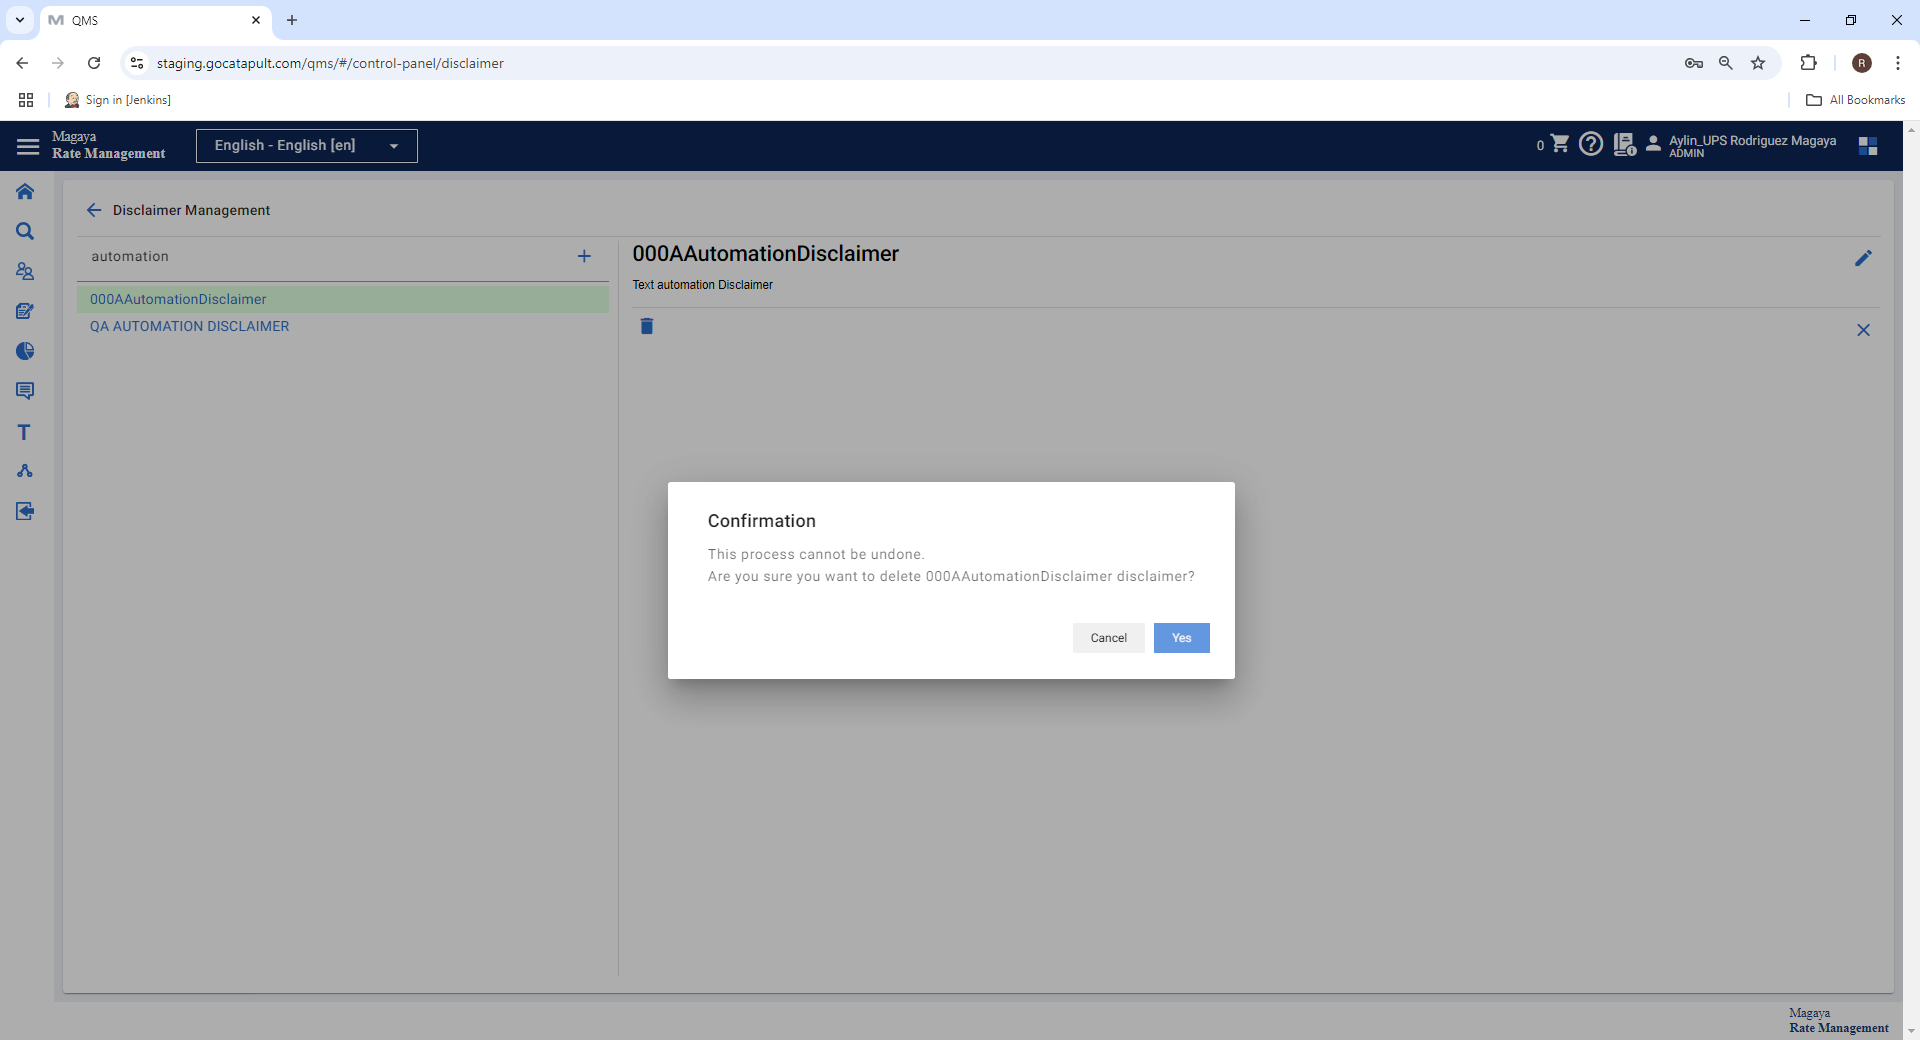 QMS
staging.gocatapult.com/qms/#/control-panel/disclaimer
R
Sign in [Jenkins]
All Bookmarks
Magaya
Rate Management
English - English [en]
0
Aylin_UPS Rodriguez Magaya
ADMIN
Disclaimer Management
automation
000AAutomationDisclaimer
QA AUTOMATION DISCLAIMER
000AAutomationDisclaimer
Text automation Disclaimer
Confirmation
This process cannot be undone.
Are you sure you want to delete 000AAutomationDisclaimer disclaimer?
Cancel
Yes
Magaya
Rate Management